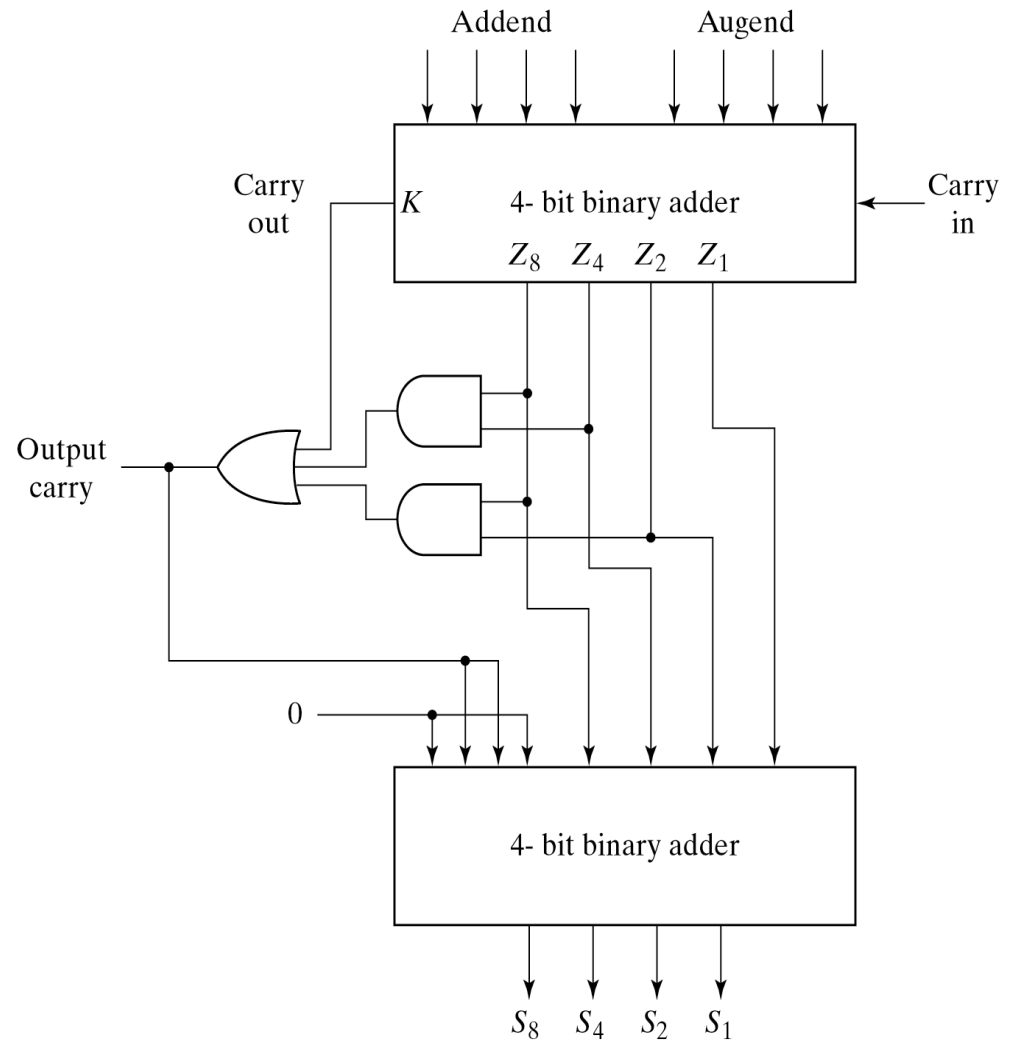 Addend
Augend
Carry
out
K
4- bit binary adder
Carry
in
Z8 Z4 Z2 Z1
Output
carry
0
4- bit binary adder
S8 S4 S2 S1